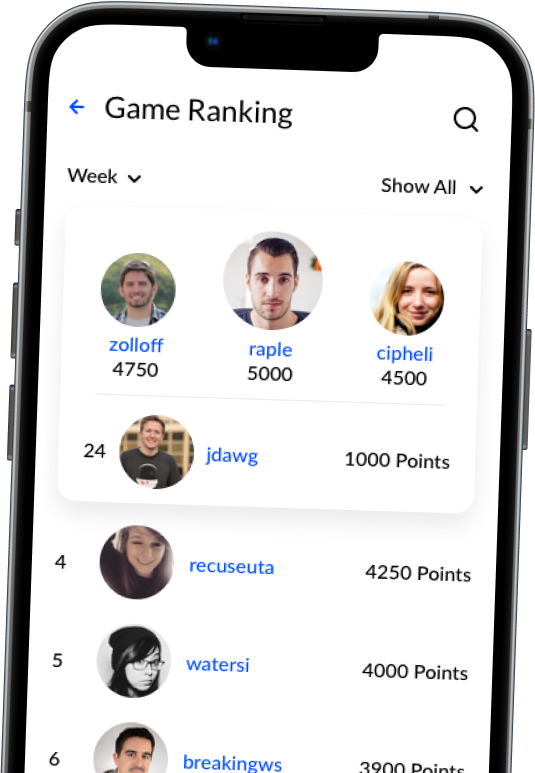 Game Ranking
Week
Show All
zolloff
raple
cipheli
4750
5000
4500
24 jdawg 1000 Points
4 recuseuta 4250 Points
5 watersi 4000 Points
6 breakingws 3900 Points